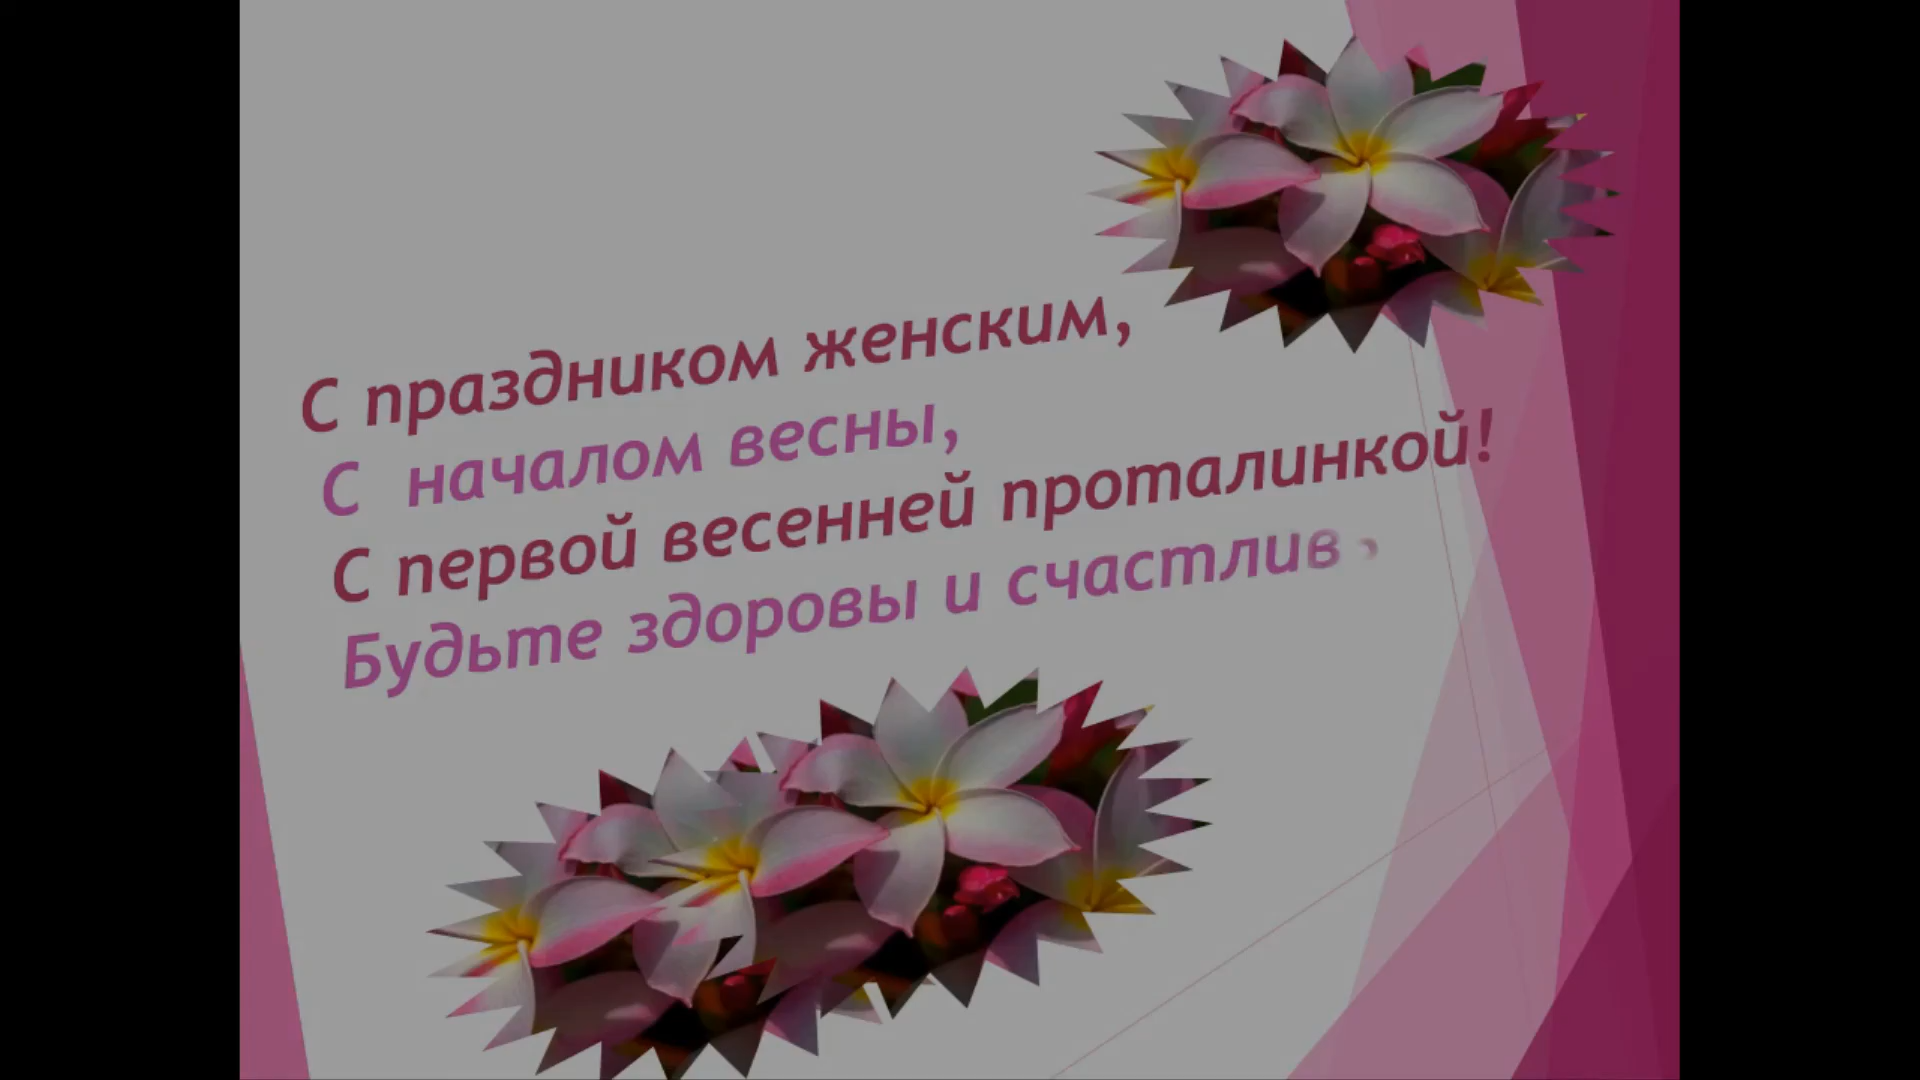 С праздником женским,
С началом весны,
С первой весенней проталинкой!
Будьте здоровы и